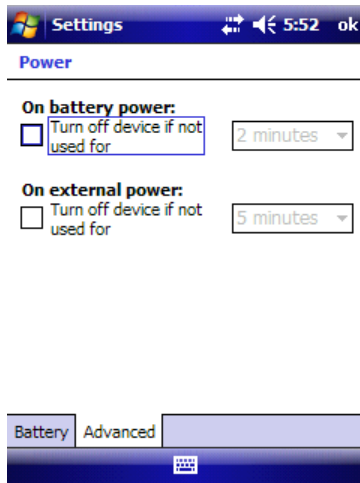 Settings 5:52 ok
Power
On battery power:
Turn off device if not
used for
2 minutes
On external power:
Turn off device if not
used for
5 minutes
Battery Advanced